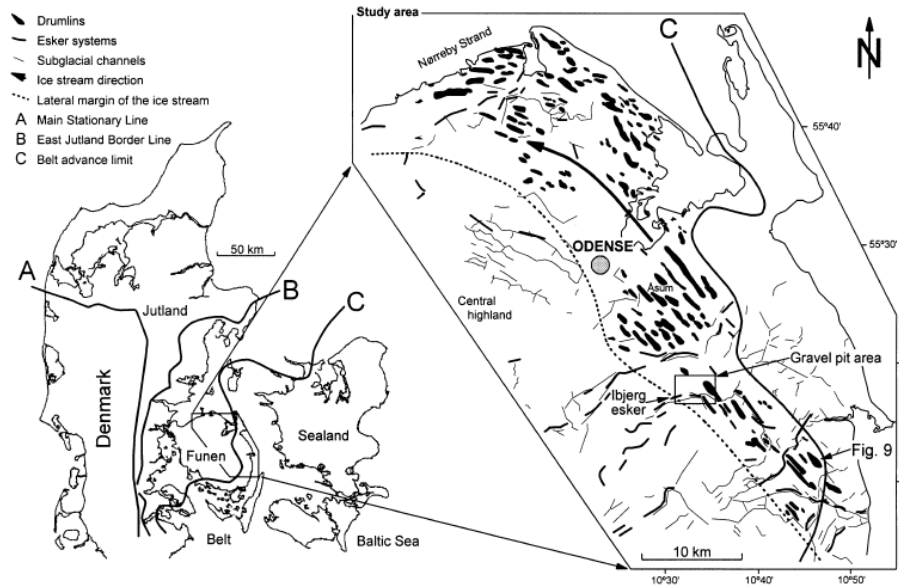 Drumlins
Esker systems
Subglacial channels
Ice stream direction
Lateral margin of the ice stream
A Main Stationary Line
B East Jutland Border Line
C Belt advance limit
50 km
A
B
C
Jutland
Denmark
Funen
Sealand
Belt
Baltic Sea
Study area
N
C
Nørreby Strand
55°40'
55°30'
ODENSE
Åsum
Central
highland
Gravel pit area
Ibjerg
esker
Fig. 9
10 km
10°30
10°40
10°50